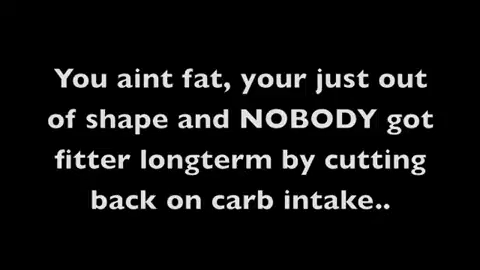 You aint fat, your just out
of shape and NOBODY got
fitter longterm by cutting
back on carb intake..